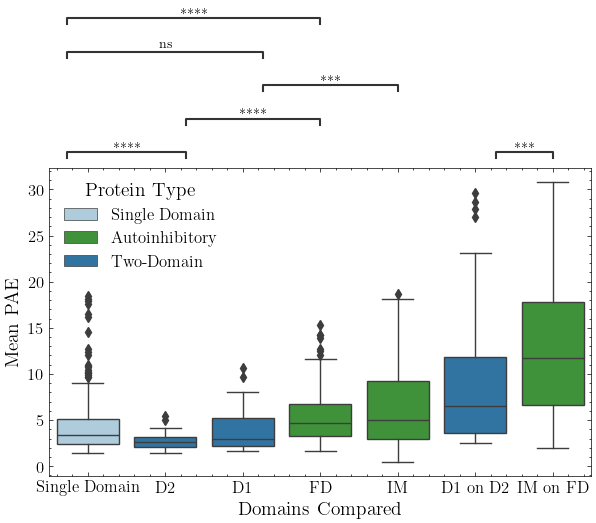 ****
ns
***
****
****
***
Protein Type
Single Domain
Autoinhibitory
Two-Domain
Mean PAE
30
25
20
15
10
5
0
Single Domain D2 D1 FD IM D1 on D2 IM on FD
Domains Compared